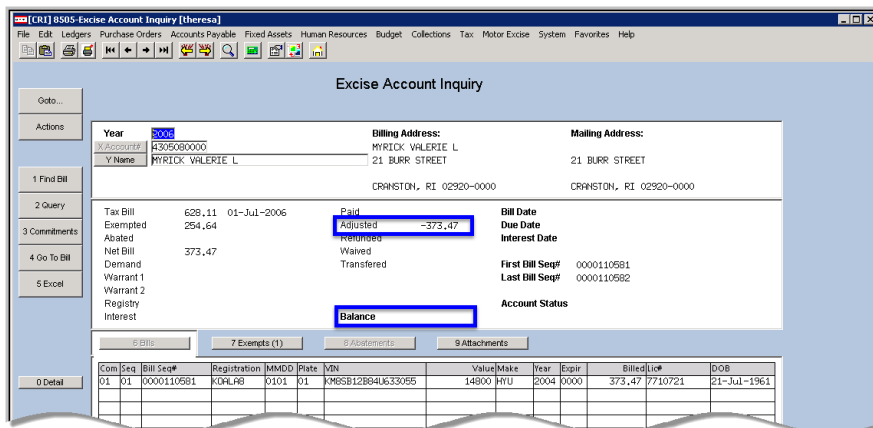 [CRI] 8505-Excise Account Inquiry [theresa]
File Edit Ledgers Purchase Orders Accounts Payable Fixed Assets Human Resources Budget Collections Tax Motor Excise System Favorites Help
Excise Account Inquiry
Goto...
Actions
1 Find Bill
2 Query
3 Commitments
4 Go To Bill
5 Excel
0 Detail
Year 2006 Billing Address: Mailing Address:
X Account# 4305080000 MYRICK VALERIE L
Y Name MYRICK VALERIE L 21 BURR STREET 21 BURR STREET
CRANSTON, RI 02920-0000 CRANSTON, RI 02920-0000
Tax Bill 628.11 01-Jul-2006 Paid Bill Date
Exempted 254.64 Adjusted -373.47 Due Date
Abated Refunded Interest Date
Net Bill 373.47 Waived
Demand Transfered First Bill Seq# 0000110581
Warrant 1 Last Bill Seq# 0000110582
Warrant 2
Registry Account Status
Interest Balance
6 Bills 7 Exempts (1) 8 Abatements 9 Attachments
Com Seq Bill Seq# Registration MMDD Plate VIN Value Make Year Expir Billed Lic# DOB
01 01 0000110581 KOALA8 0101 01 KM8SB12B84U633055 14800 HYU 2004 0000 373.47 7710721 21-Jul-1961